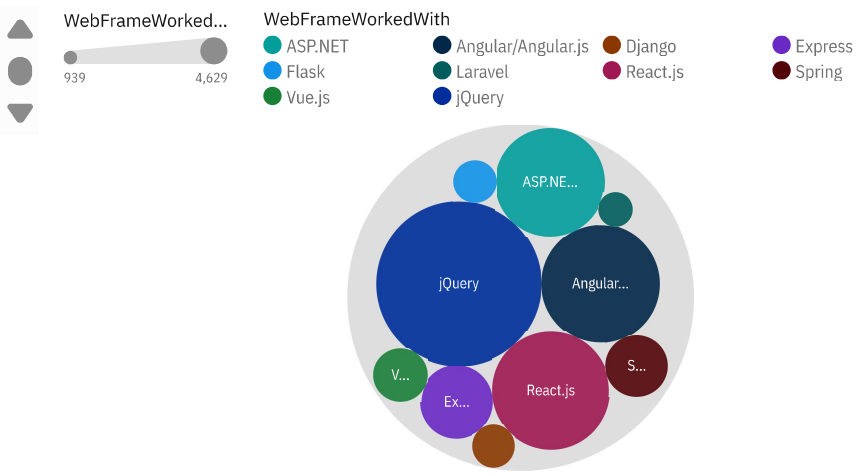 WebFrameWorked...
939
4,629
WebFrameWorkedWith
ASP.NET
Angular/Angular.js
Django
Express
Flask
Laravel
React.js
Spring
Vue.js
jQuery
ASP.NE...
jQuery
Angular...
V...
Ex...
React.js
S...